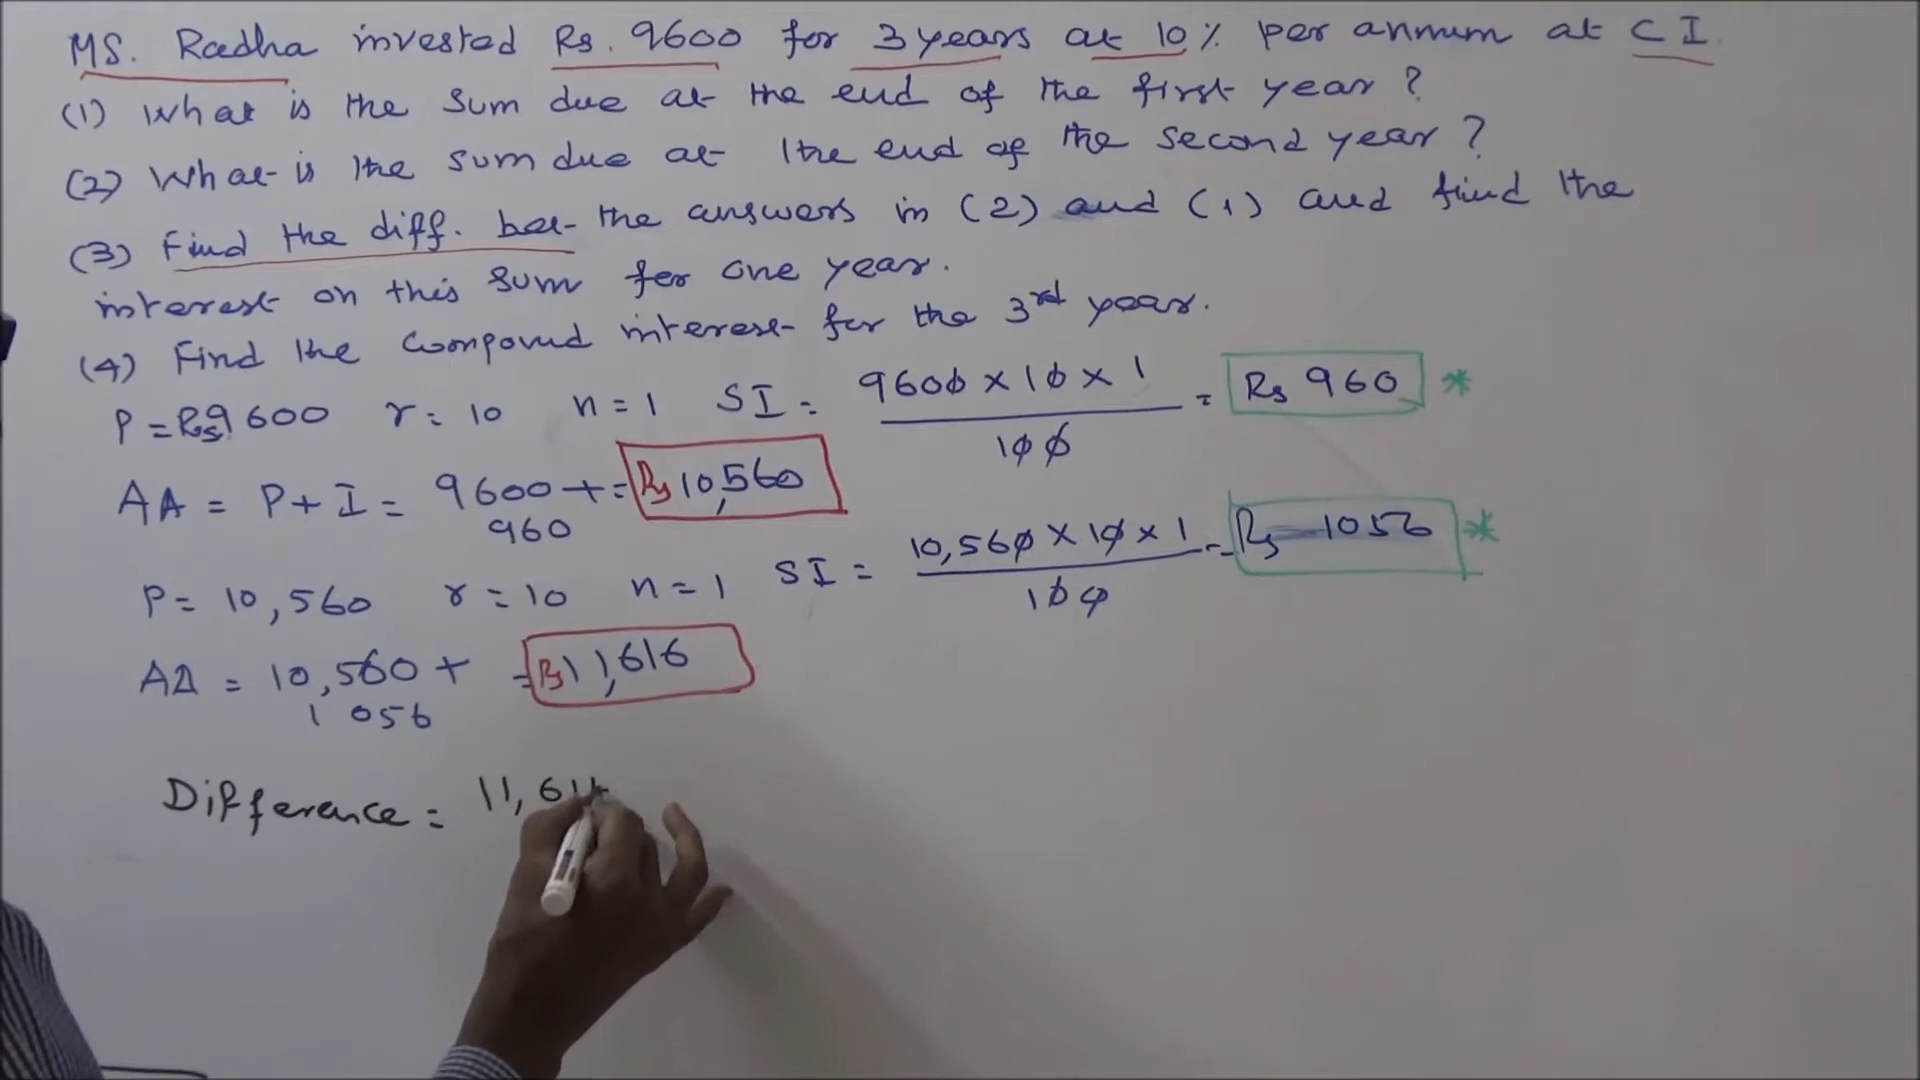 MS. Radha invested Rs. 9600 for 3 years at 10% per annum at CI.
(1) What is the sum due at the end of the first year?
(2) What is the sum due at the end of the second year?
(3) Find the diff. bet the answers in (2) and (1) and find the
interest on this sum for one year.
(4) Find the compound interest for the 3rd year.
P = Rs 9600 r = 10 n = 1 SI = 9600 × 10 × 1 / 100 = Rs 960 *
AA = P + I = 9600 + 960 = Rs 10,560
P = 10,560 r = 10 n = 1 SI = 10,560 × 10 × 1 / 100 = Rs 1056 *
AA = 10,560 + 1056 = Rs 11,616
Difference = 11,61